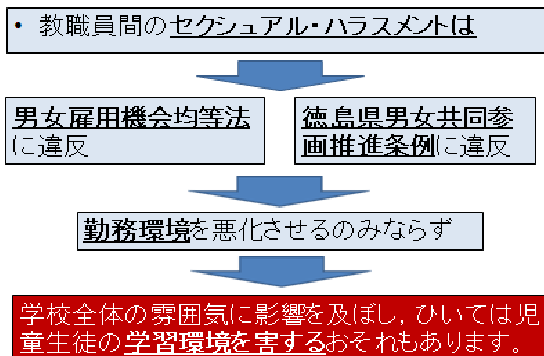 • 教職員間のセクシュアル・ハラスメントは
男女雇用機会均等法
に違反
徳島県男女共同参
画推進条例に違反
勤務環境を悪化させるのみならず
学校全体の雰囲気に影響を及ぼし，ひいては児
童生徒の学習環境を害するおそれもあります。